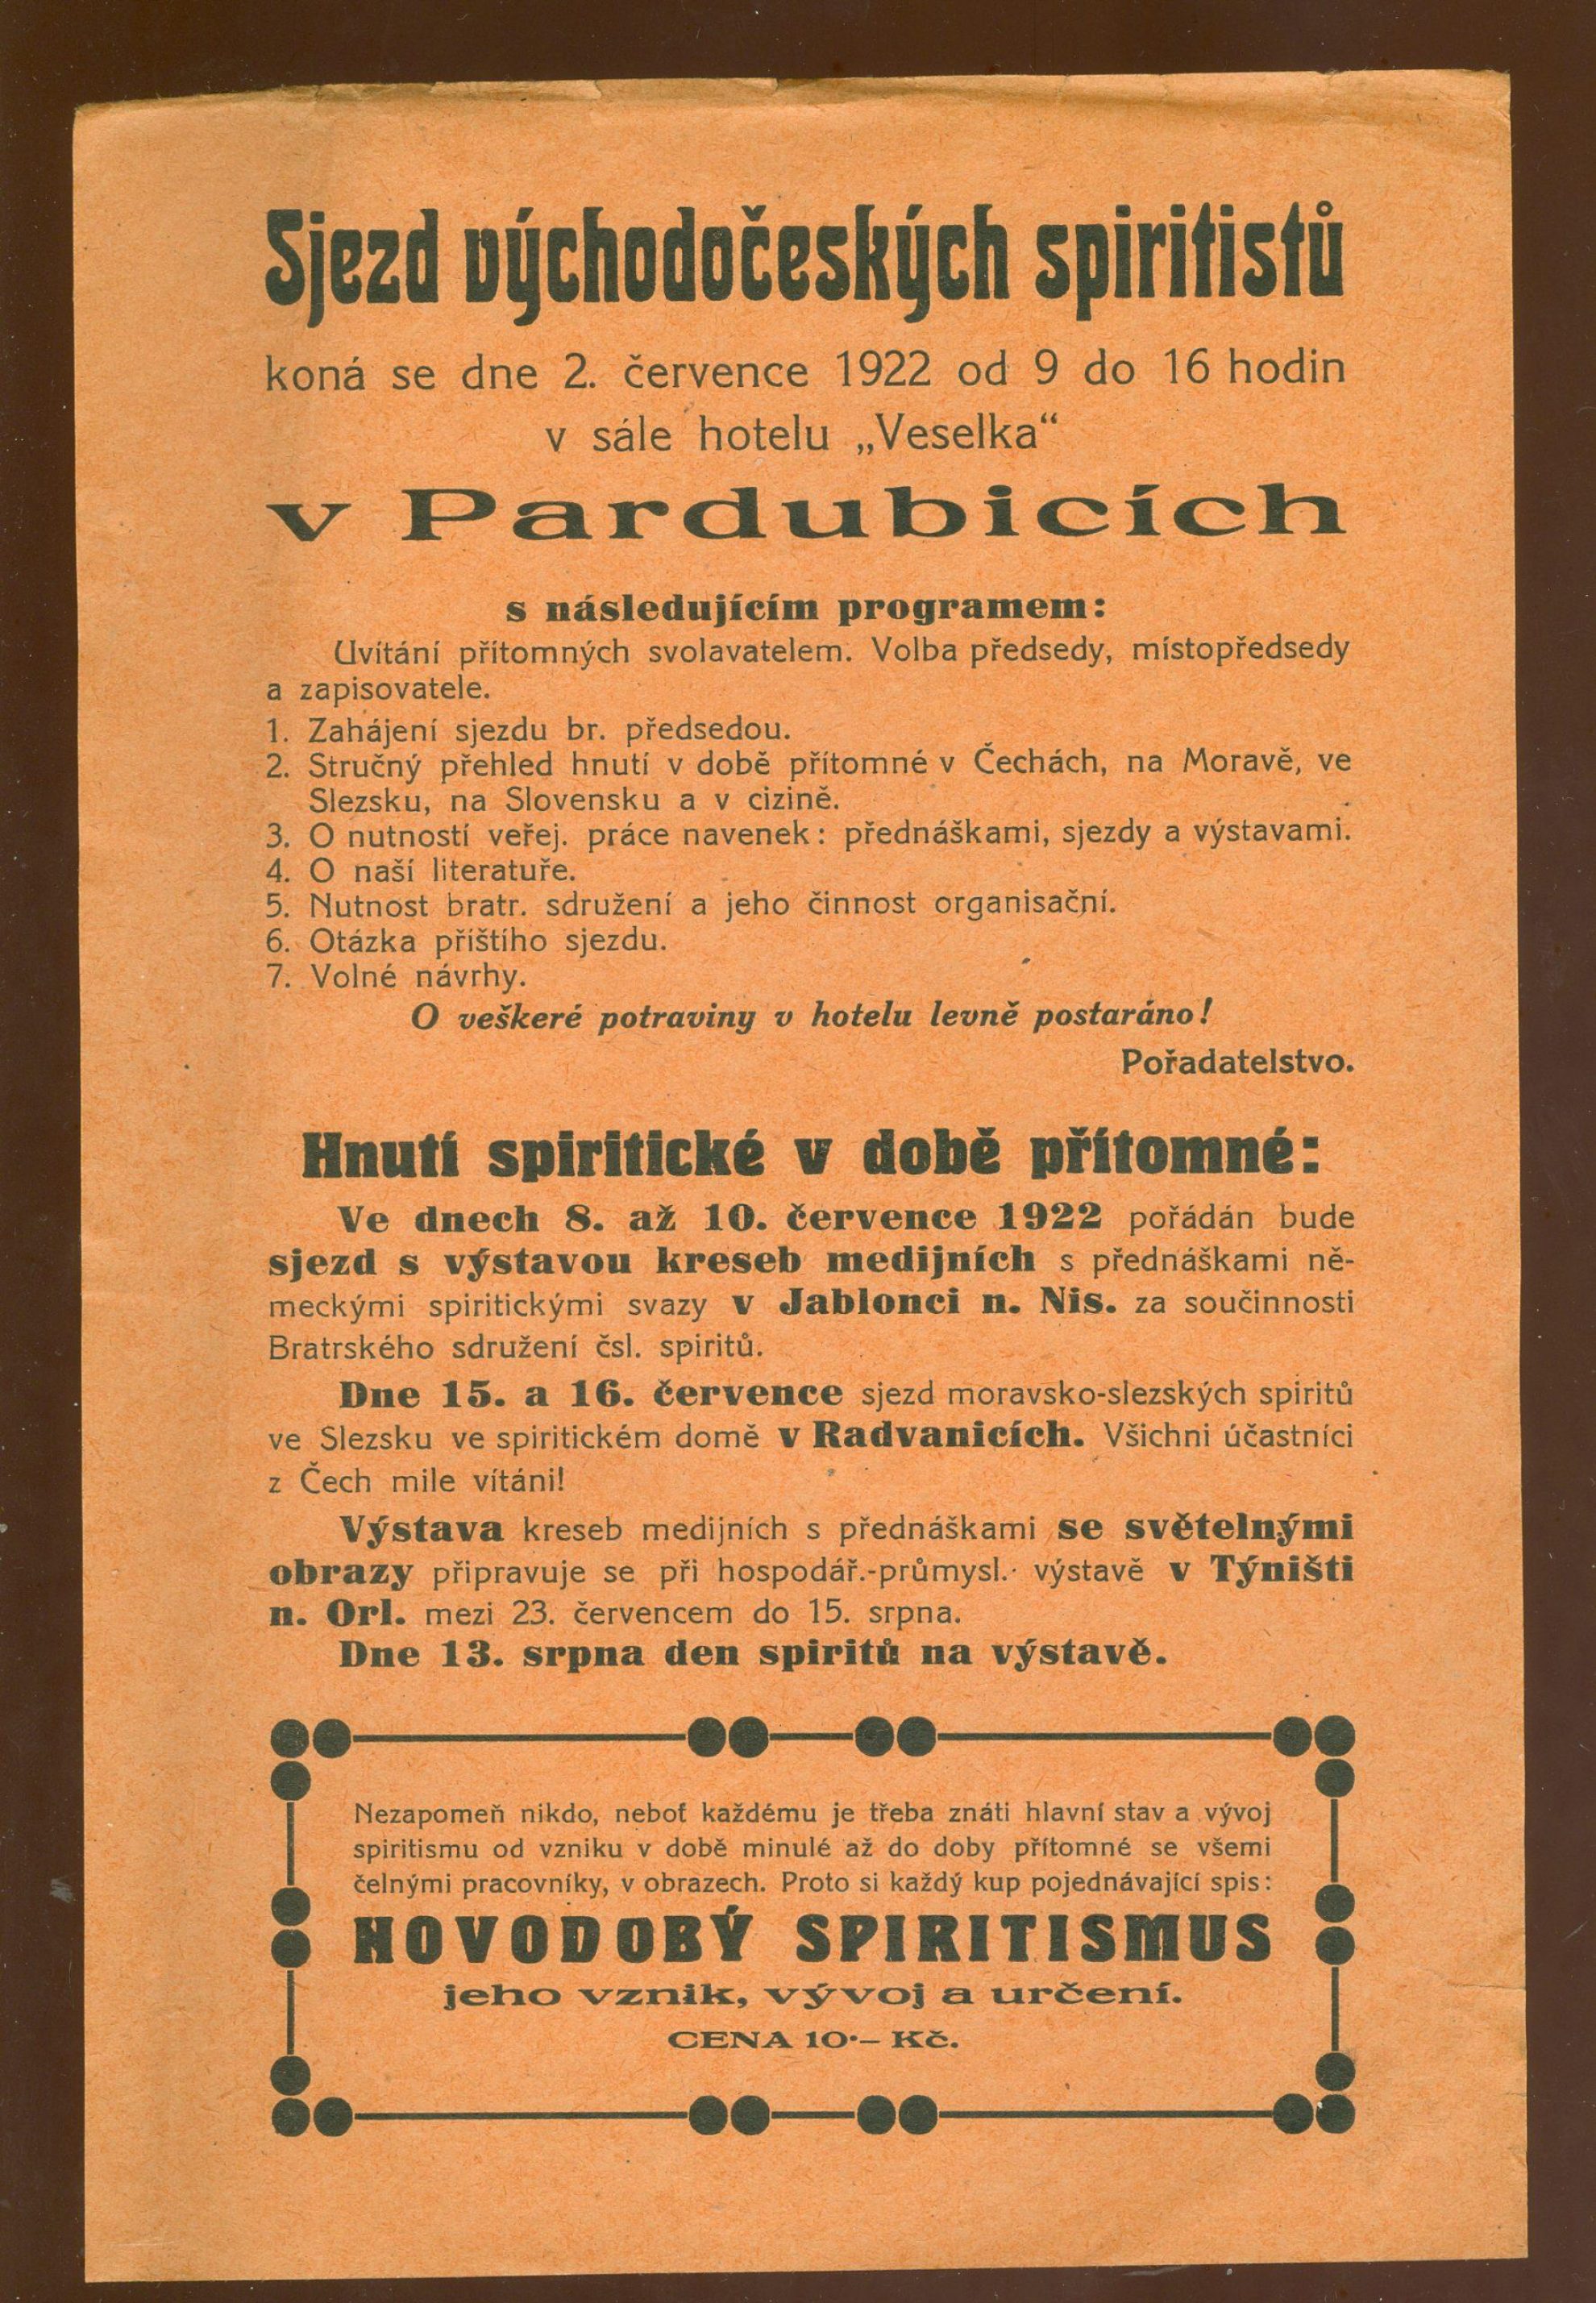 Sjezd východočeských spiritistů
koná se dne 2. července 1922 od 9 do 16 hodin
v sále hotelu „Veselka“
v Pardubicích
s následujícím programem:
Uvítání přítomných svolavatelem. Volba předsedy, místopředsedy
a zapisovatele.
1. Zahájení sjezdu br. předsedou.
2. Stručný přehled hnutí v době přítomné v Čechách, na Moravě, ve
Slezsku, na Slovensku a v cizině.
3. O nutností veřej. práce navenek: přednáškami, sjezdy a výstavami.
4. O naší literatuře.
5. Nutnost bratr. sdružení a jeho činnost organisační.
6. Otázka příštího sjezdu.
7. Volné návrhy.
O veškeré potraviny v hotelu levně postaráno!
Pořadatelstvo.
Hnutí spiritické v době přítomné:
Ve dnech 8. až 10. července 1922 pořádán bude
sjezd s výstavou kreseb medijních s přednáškami ně-
meckými spiritickými svazy v Jablonci n. Nis. za součinnosti
Bratrského sdružení čsl. spiritů.
Dne 15. a 16. července sjezd moravsko-slezských spiritů
ve Slezsku ve spiritickém domě v Radvanicích. Všichni účastníci
z Čech mile vítáni!
Výstava kreseb medijních s přednáškami se světelnými
obrazy připravuje se při hospodář.-průmysl. výstavě v Týništi
n. Orl. mezi 23. červencem do 15. srpna.
Dne 13. srpna den spiritů na výstavě.
Nezapomeň nikdo, neboť každému je třeba znáti hlavní stav a vývoj
spiritismu od vzniku v době minulé až do doby přítomné se všemi
čelnými pracovníky, v obrazech. Proto si každý kup pojednávající spis:
NOVODOBÝ SPIRITISMUS
jeho vznik, vývoj a určení.
CENA 10·— Kč.